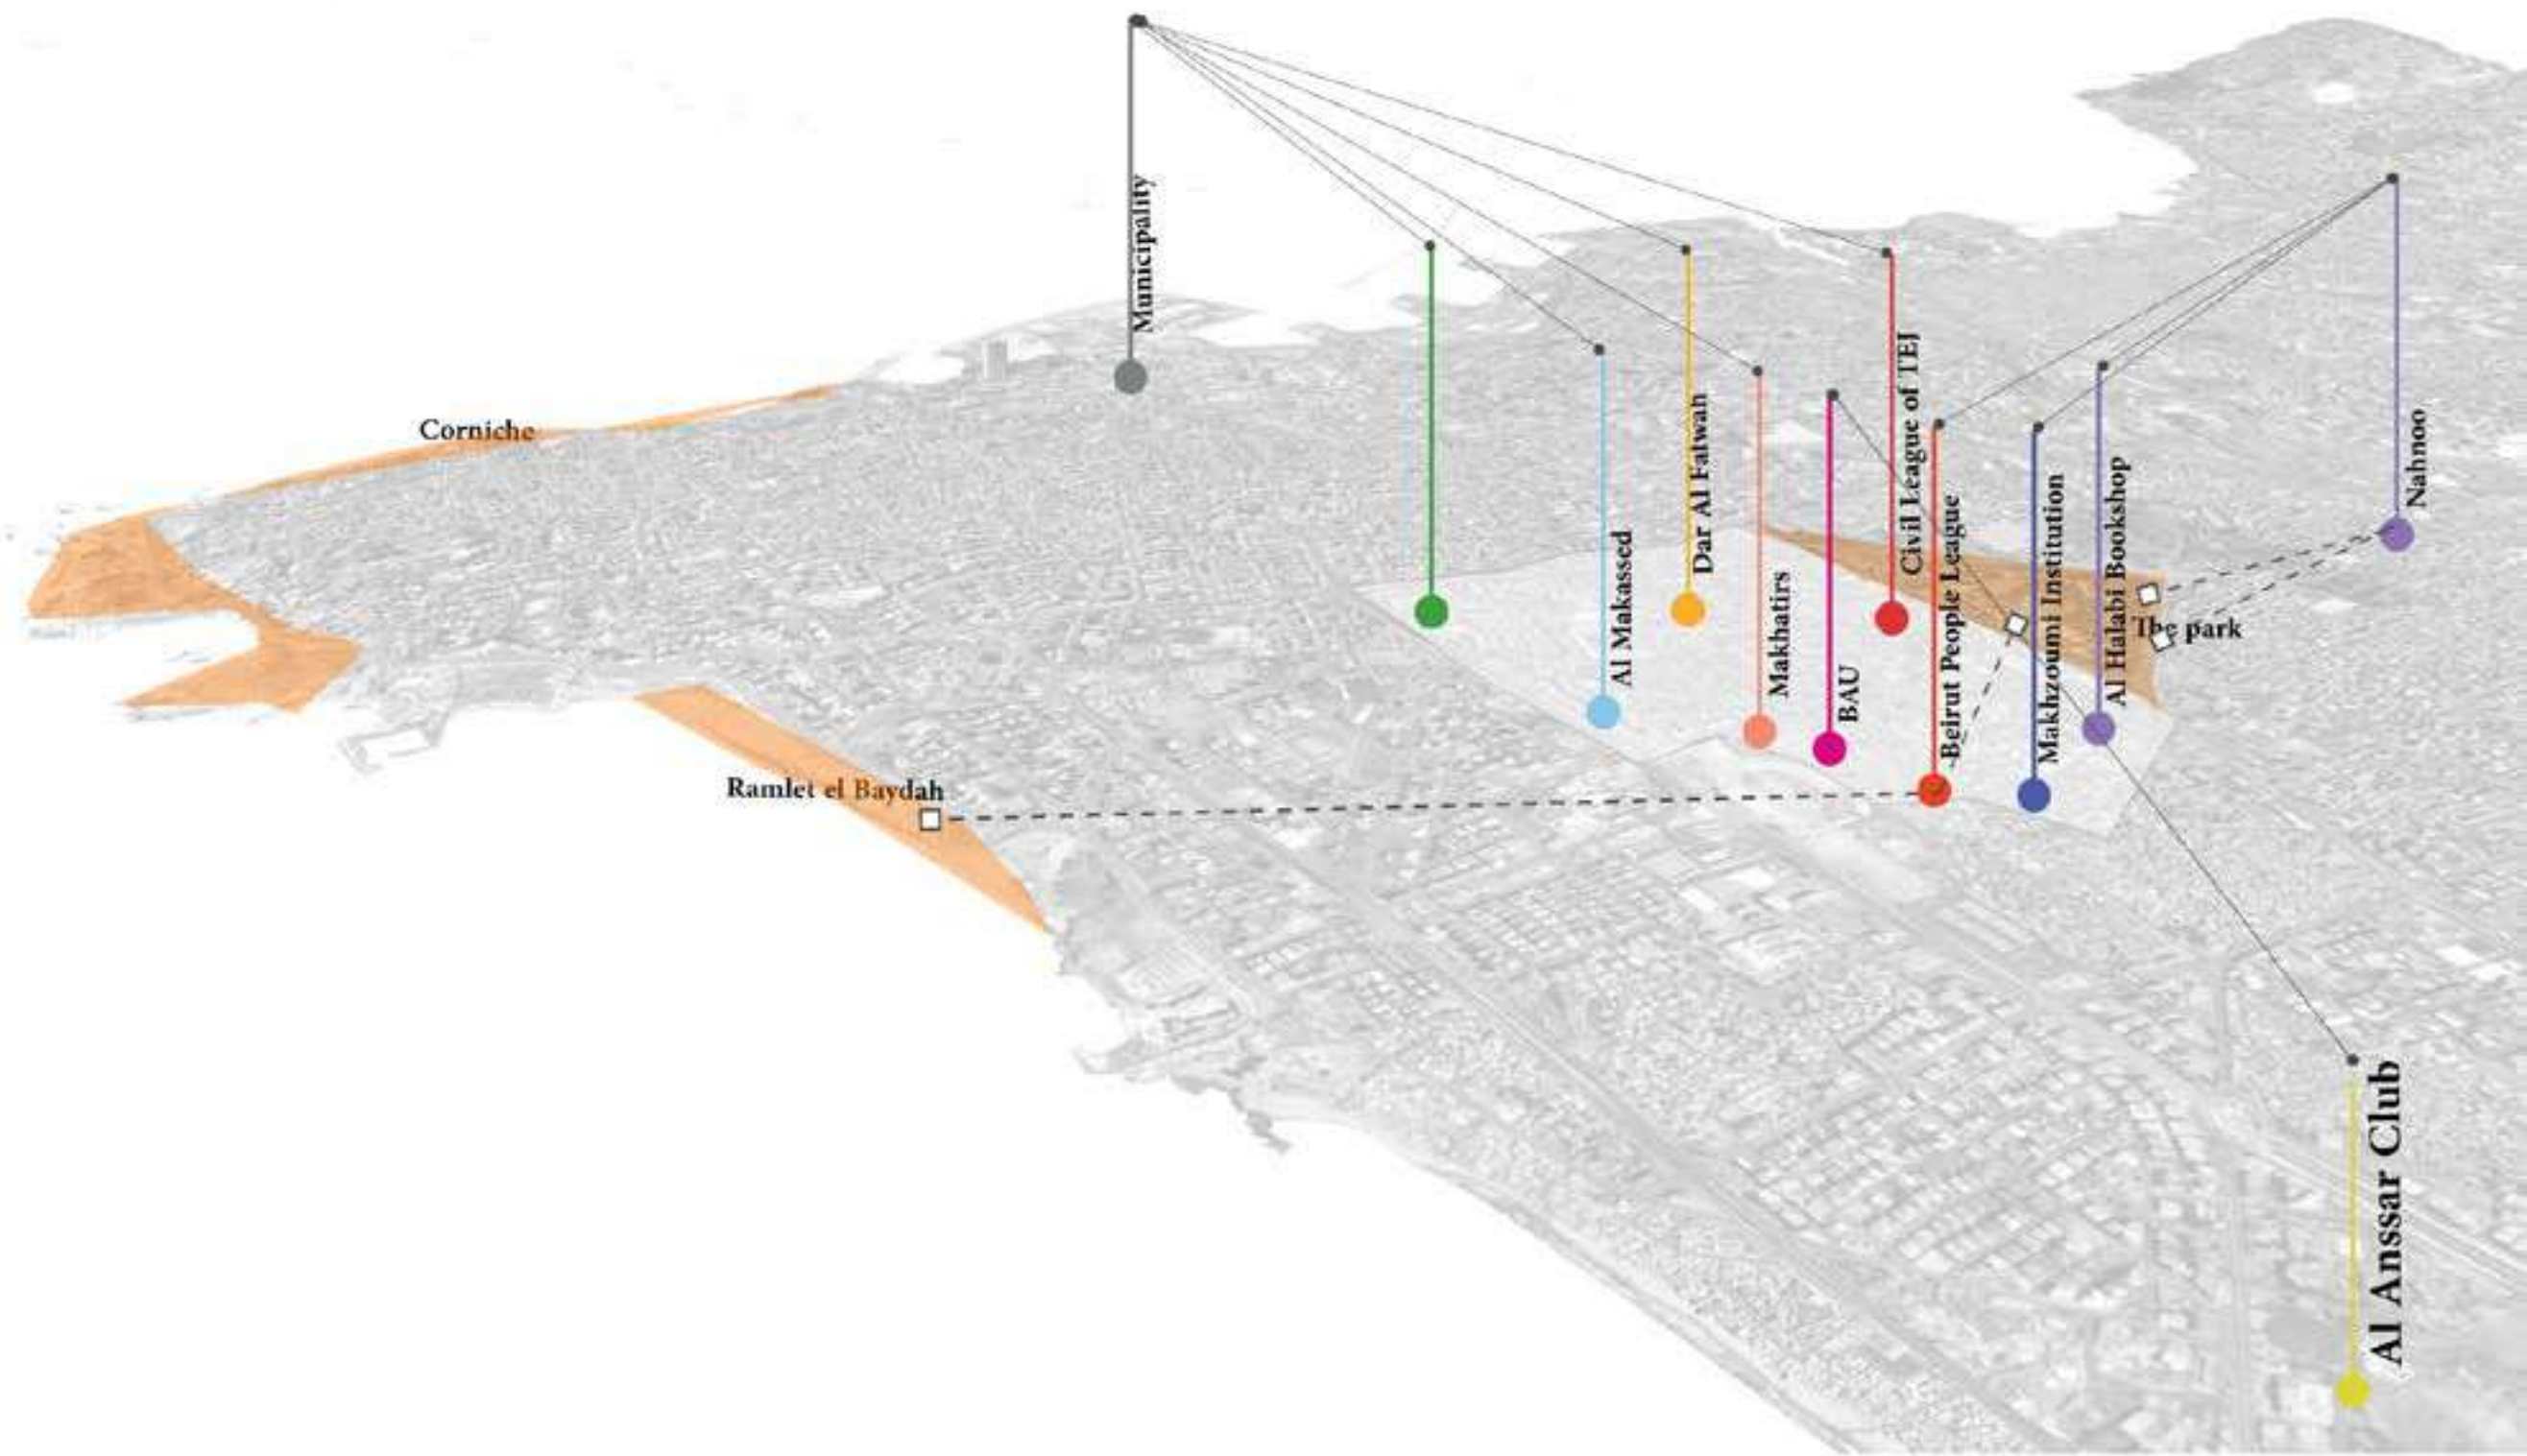 Municipality
Corniche
Ramlet el Baydah
Al Makassed
Dar Al Fatwah
Makhatirs
BAU
Civil League of TEJ
Beirut People League
Makhzoumi Institution
Al Halabi Bookshop
The park
Nahnoo
Al Anssar Club